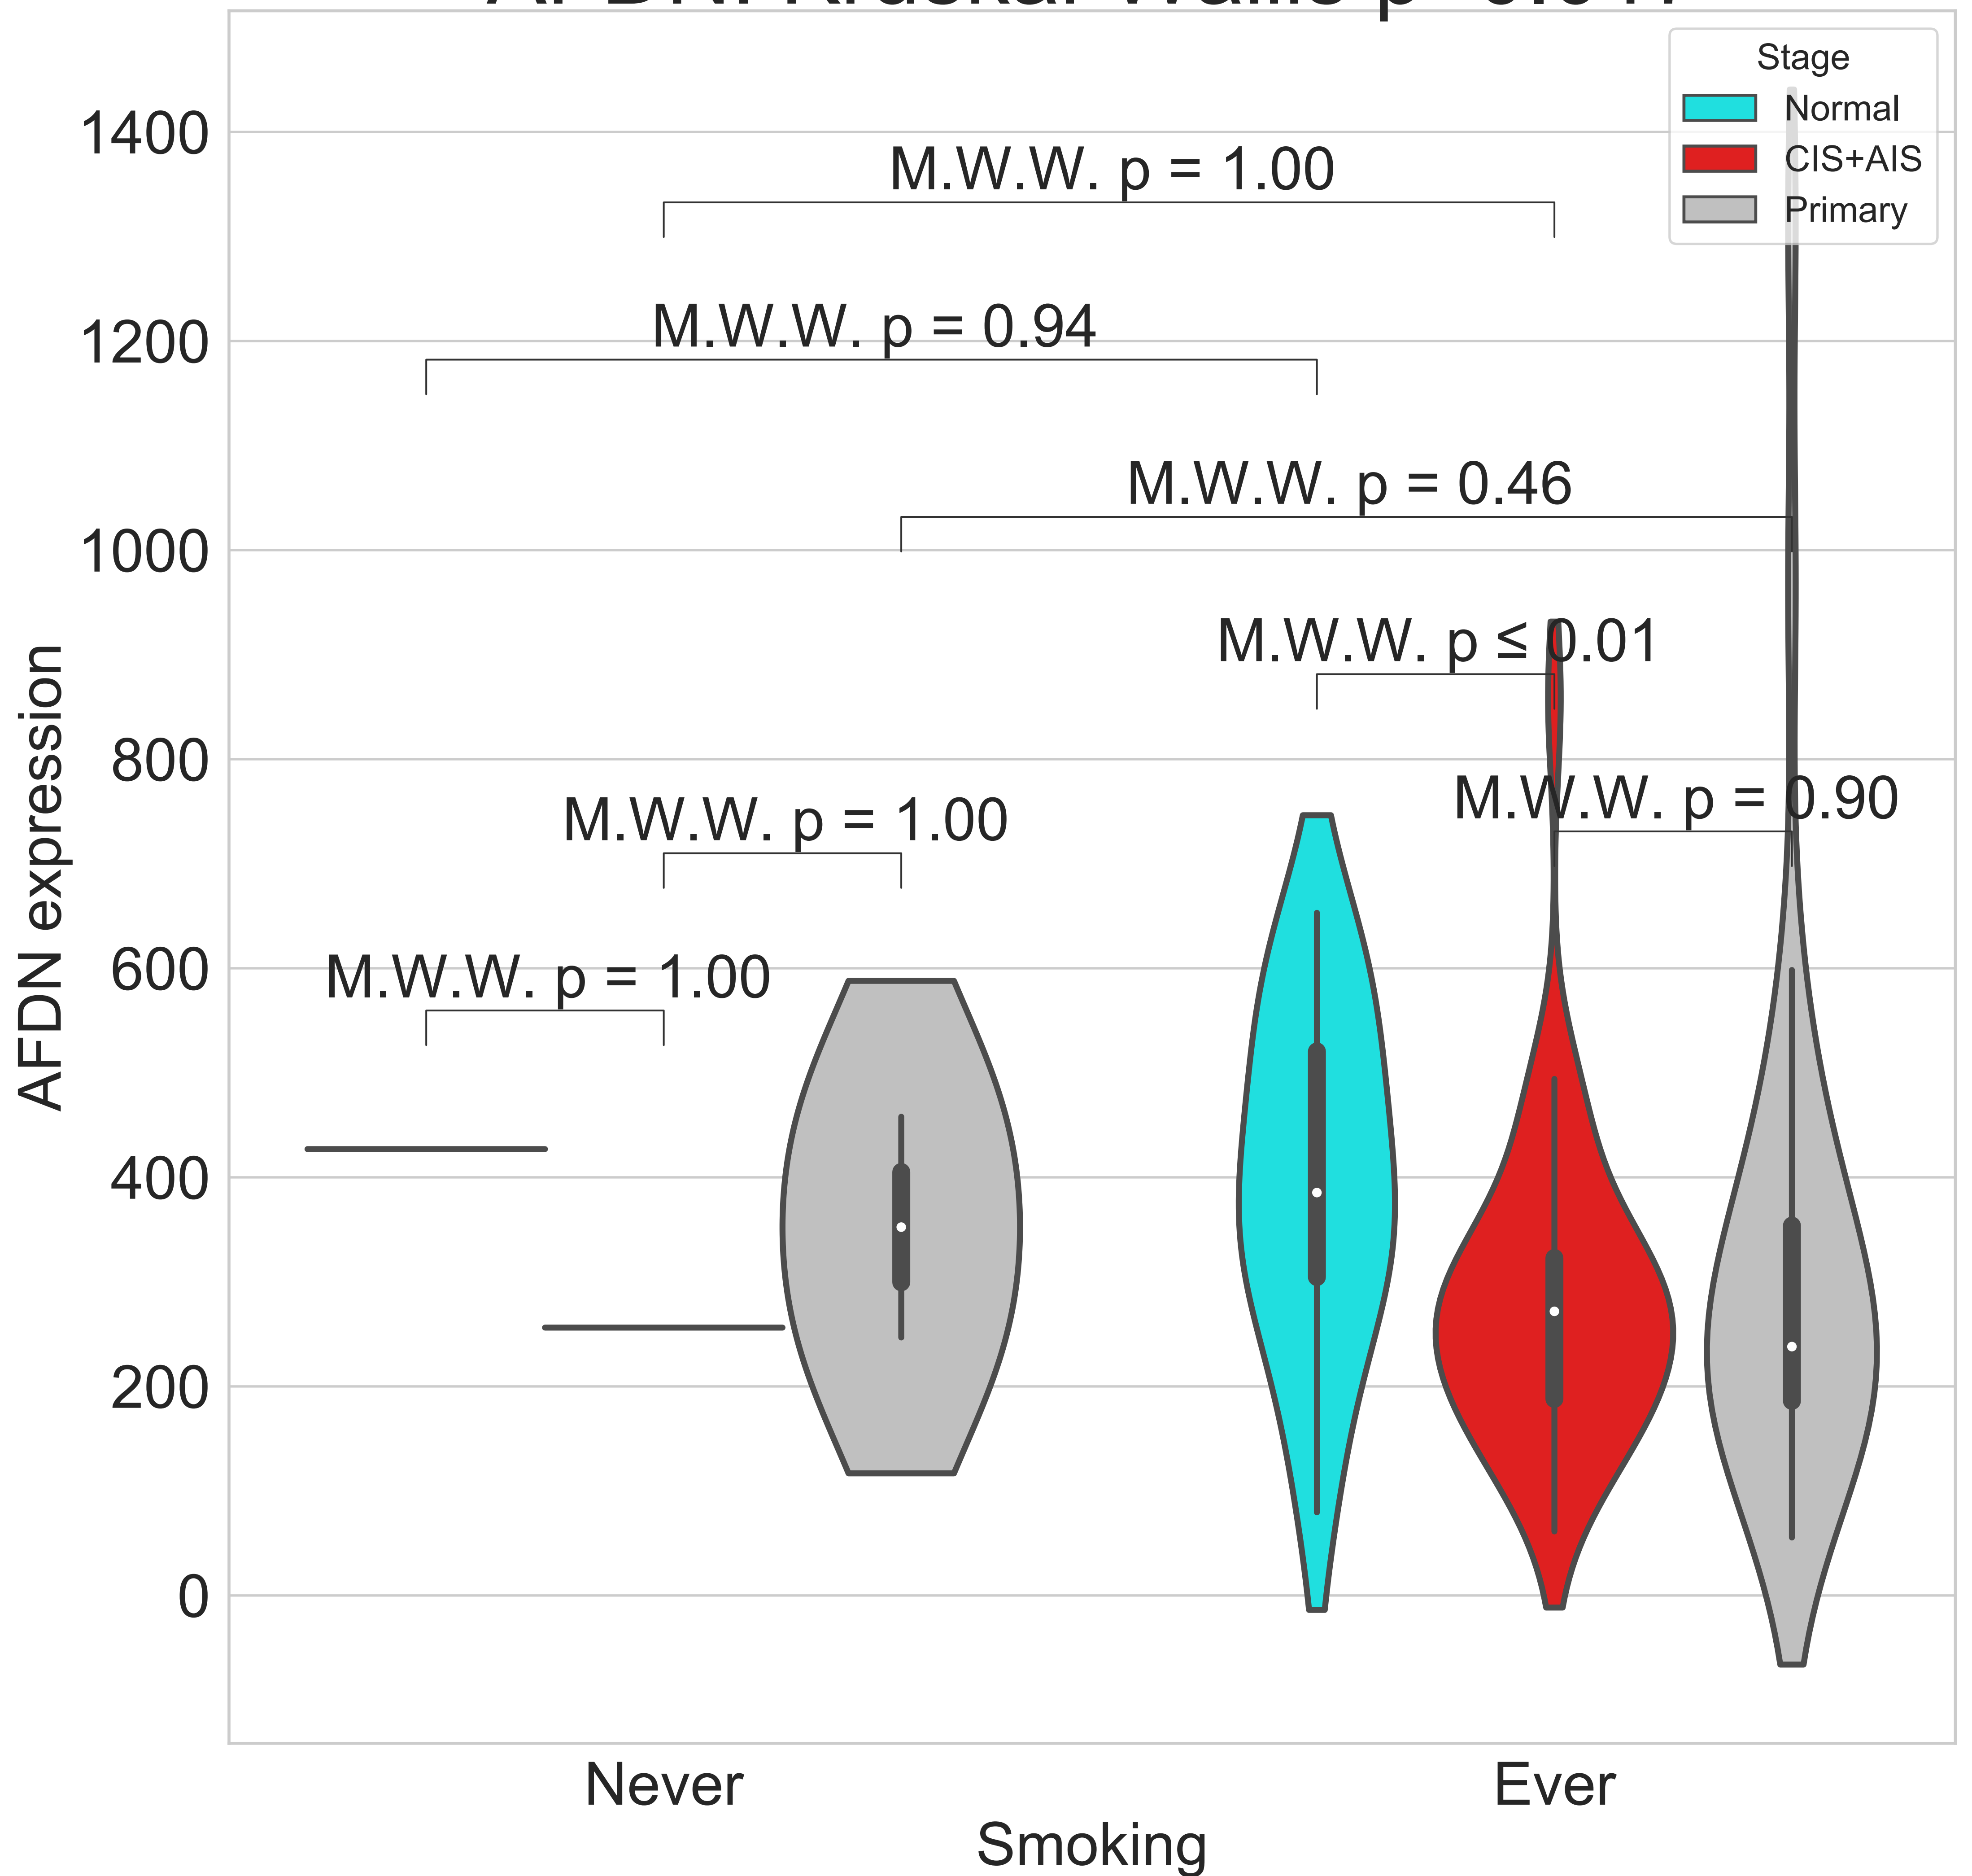 Stage
Normal
CIS+AIS
Primary
1400
1200
1000
800
600
400
200
0
AFDN expression
M.W.W. p = 1.00
M.W.W. p = 0.94
M.W.W. p = 0.46
M.W.W. p ≤ 0.01
M.W.W. p = 0.90
M.W.W. p = 1.00
M.W.W. p = 1.00
Never
Ever
Smoking